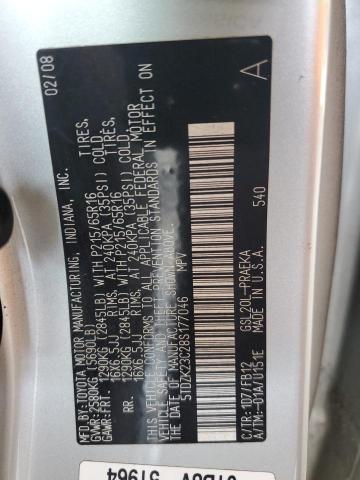 02/08
TOYOTA MOTOR MANUFACTURING, INDIANA, INC.
GVWR: 2580KG (5690LB)
GAWR: FRT. 1290KG (2845LB) WITH P215/65R16 TIRES,
16X6.5JJ RIMS, AT 240KPA (35PSI) COLD.
RR. 1290KG (2845LB) WITH P215/65R16 TIRES,
16X6.5JJ RIMS, AT 240KPA (35PSI) COLD.
THIS VEHICLE CONFORMS TO ALL APPLICABLE FEDERAL MOTOR
VEHICLE SAFETY, BUMPER, AND THEFT PREVENTION STANDARDS IN EFFECT ON
THE DATE OF MANUFACTURE SHOWN ABOVE.
5TDZK23C28S177046 MPV
A
C/TR: 1D7/FB12 GSL20L-PRAEKA
A/TM: -01A/U151E MADE IN U.S.A. 540
51964